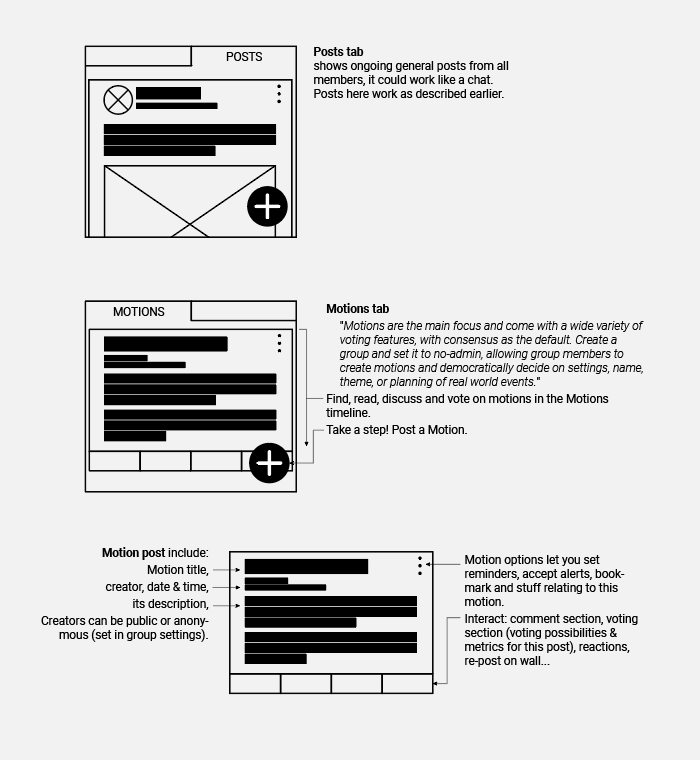 POSTS
Posts tab
shows ongoing general posts from all
members, it could work like a chat.
Posts here work as described earlier.
MOTIONS
Motions tab
"Motions are the main focus and come with a wide variety of
voting features, with consensus as the default. Create a
group and set it to no-admin, allowing group members to
create motions and democratically decide on settings, name,
theme, or planning of real world events."
Find, read, discuss and vote on motions in the Motions
timeline.
Take a step! Post a Motion.
Motion post include:
Motion title,
creator, date & time,
its description,
Creators can be public or anony-
mous (set in group settings).
Motion options let you set
reminders, accept alerts, book-
mark and stuff relating to this
motion.
Interact: comment section, voting
section (voting possibilities &
metrics for this post), reactions,
re-post on wall...